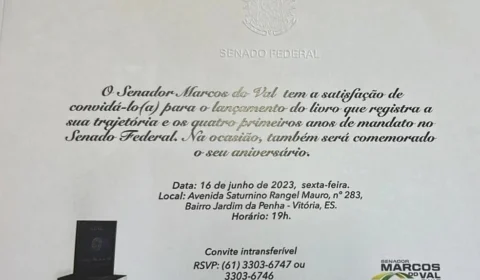 SENADO FEDERAL
O Senador Marcos do Val tem a satisfação de
convidá-lo(a) para o lançamento do livro que registra a
sua trajetória e os quatro primeiros anos de mandato no
Senado Federal. Na ocasião, também será comemorado
o seu aniversário.
Data: 16 de junho de 2023, sexta-feira.
Local: Avenida Saturnino Rangel Mauro, nº 283,
Bairro Jardim da Penha - Vitória, ES.
Horário: 19h.
Convite intransferível
RSVP: (61) 3303-6747 ou
3303-6746
SENADOR
MARCOS
DO VAL